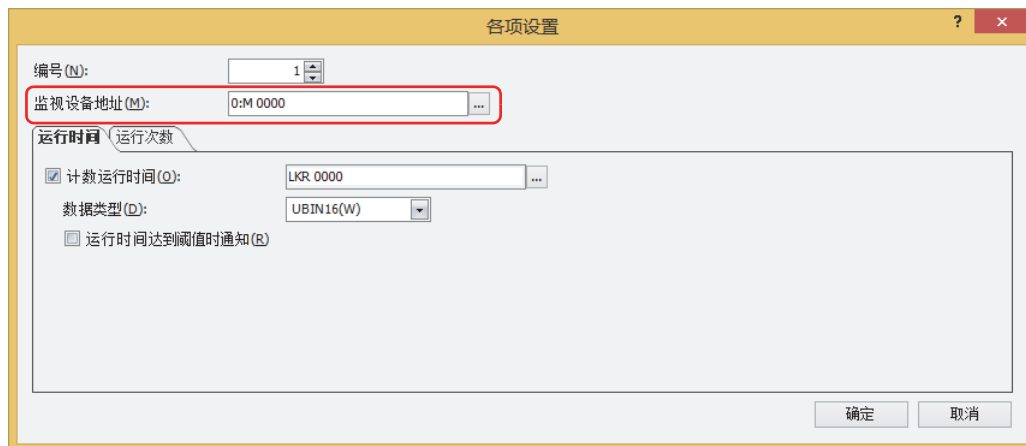 各项设置
?
编号(N):
1
监视设备地址(M):
0:M 0000
...
运行时间
运行次数
计数运行时间(O):
LKR 0000
...
数据类型(D):
UBIN16(W)
运行时间达到阈值时通知(R)
确定
取消